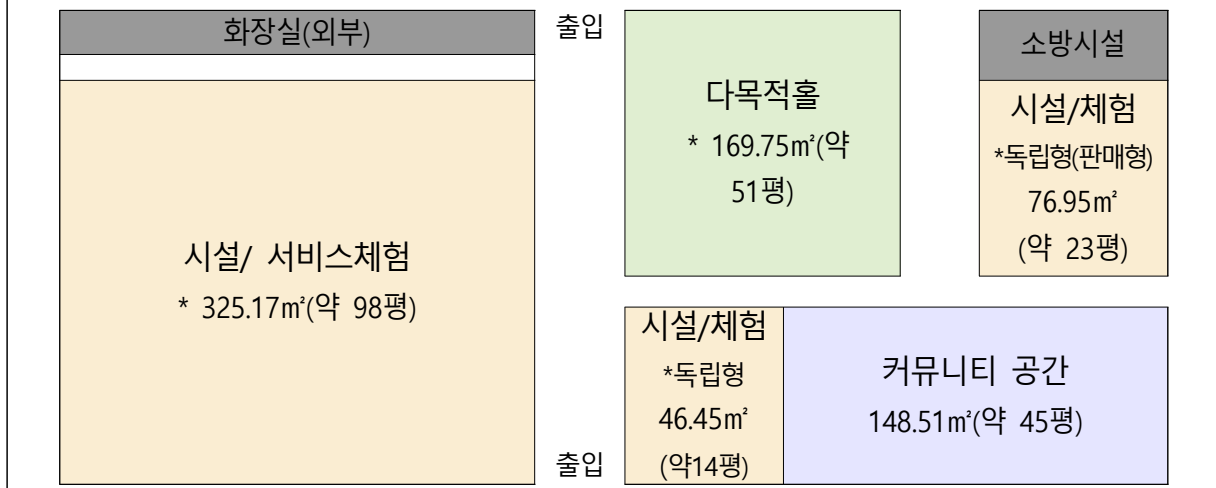 화장실(외부)
시설/ 서비스체험
* 325.17㎡(약 98평)
출입
출입
다목적홀
* 169.75㎡(약
51평)
소방시설
시설/체험
*독립형(판매형)
76.95㎡
(약 23평)
시설/체험
*독립형
46.45㎡
(약14평)
커뮤니티 공간
148.51㎡(약 45평)